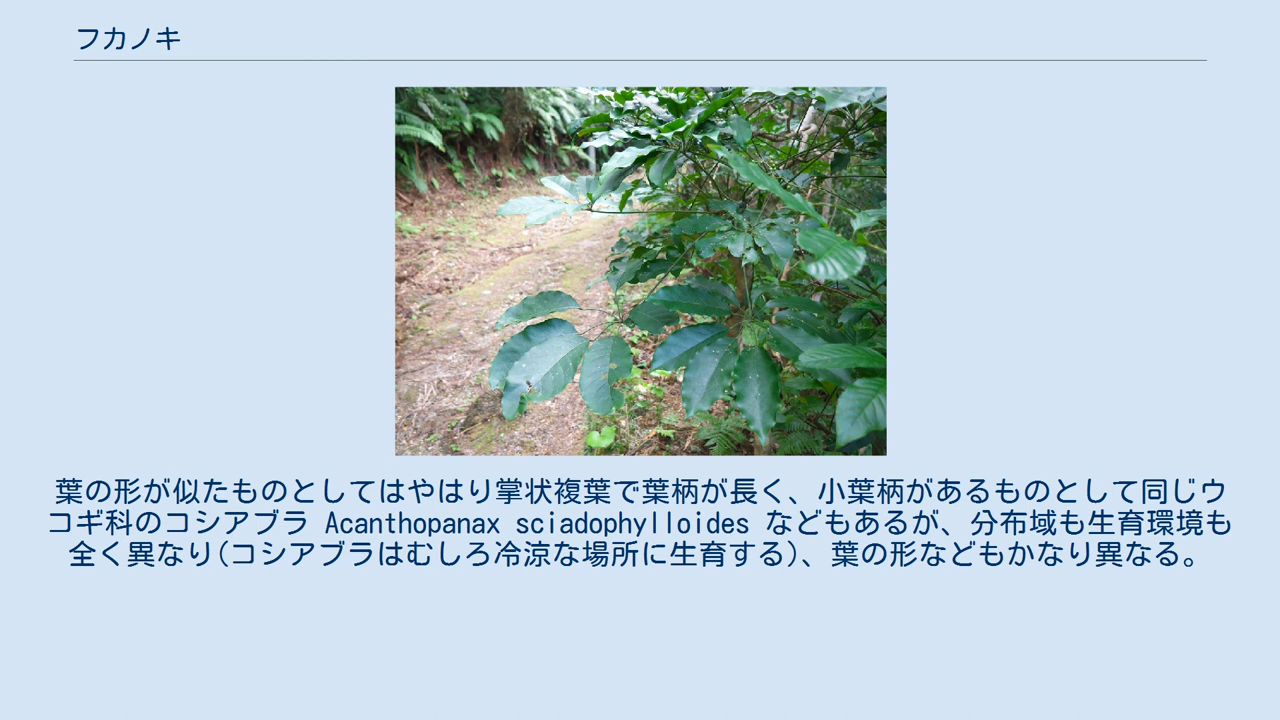 フカノキ
葉の形が似たものとしてはやはり掌状複葉で葉柄が長く、小葉柄があるものとして同じウ
コギ科のコシアブラ Acanthopanax sciadophylloides などもあるが、分布域も生育環境も
全く異なり(コシアブラはむしろ冷涼な場所に生育する)、葉の形などもかなり異なる。